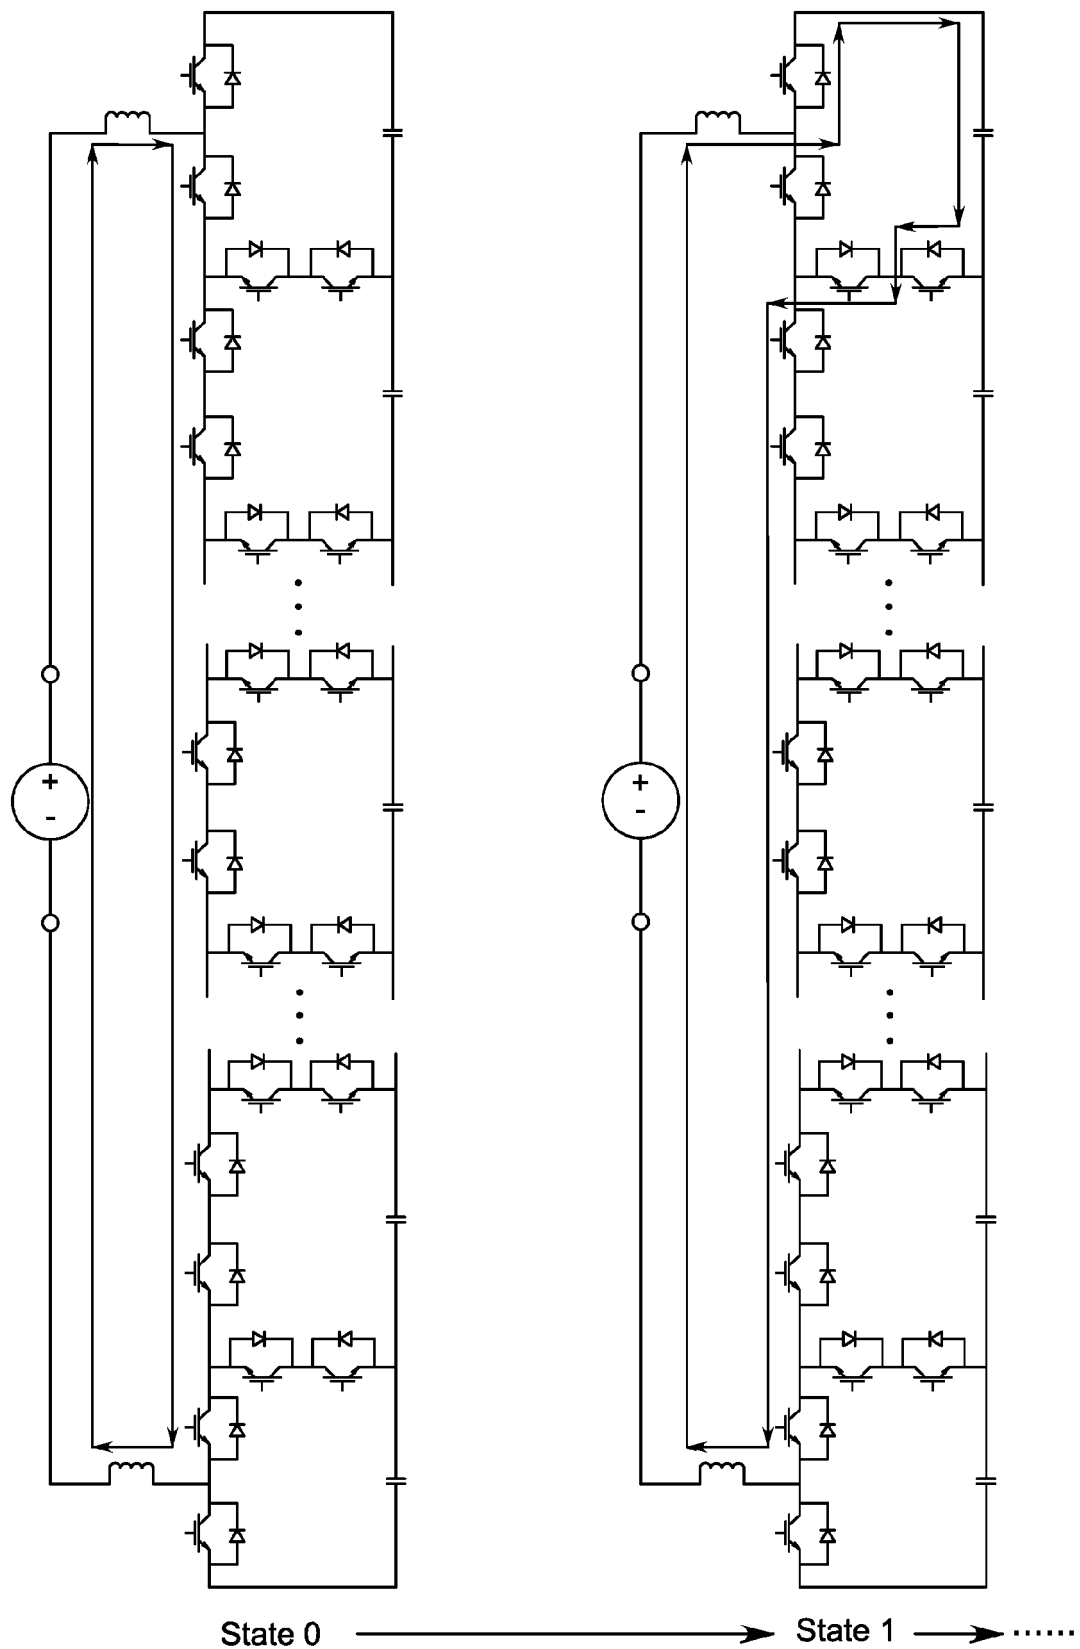 +
-
+
-
State 0
State 1 ......